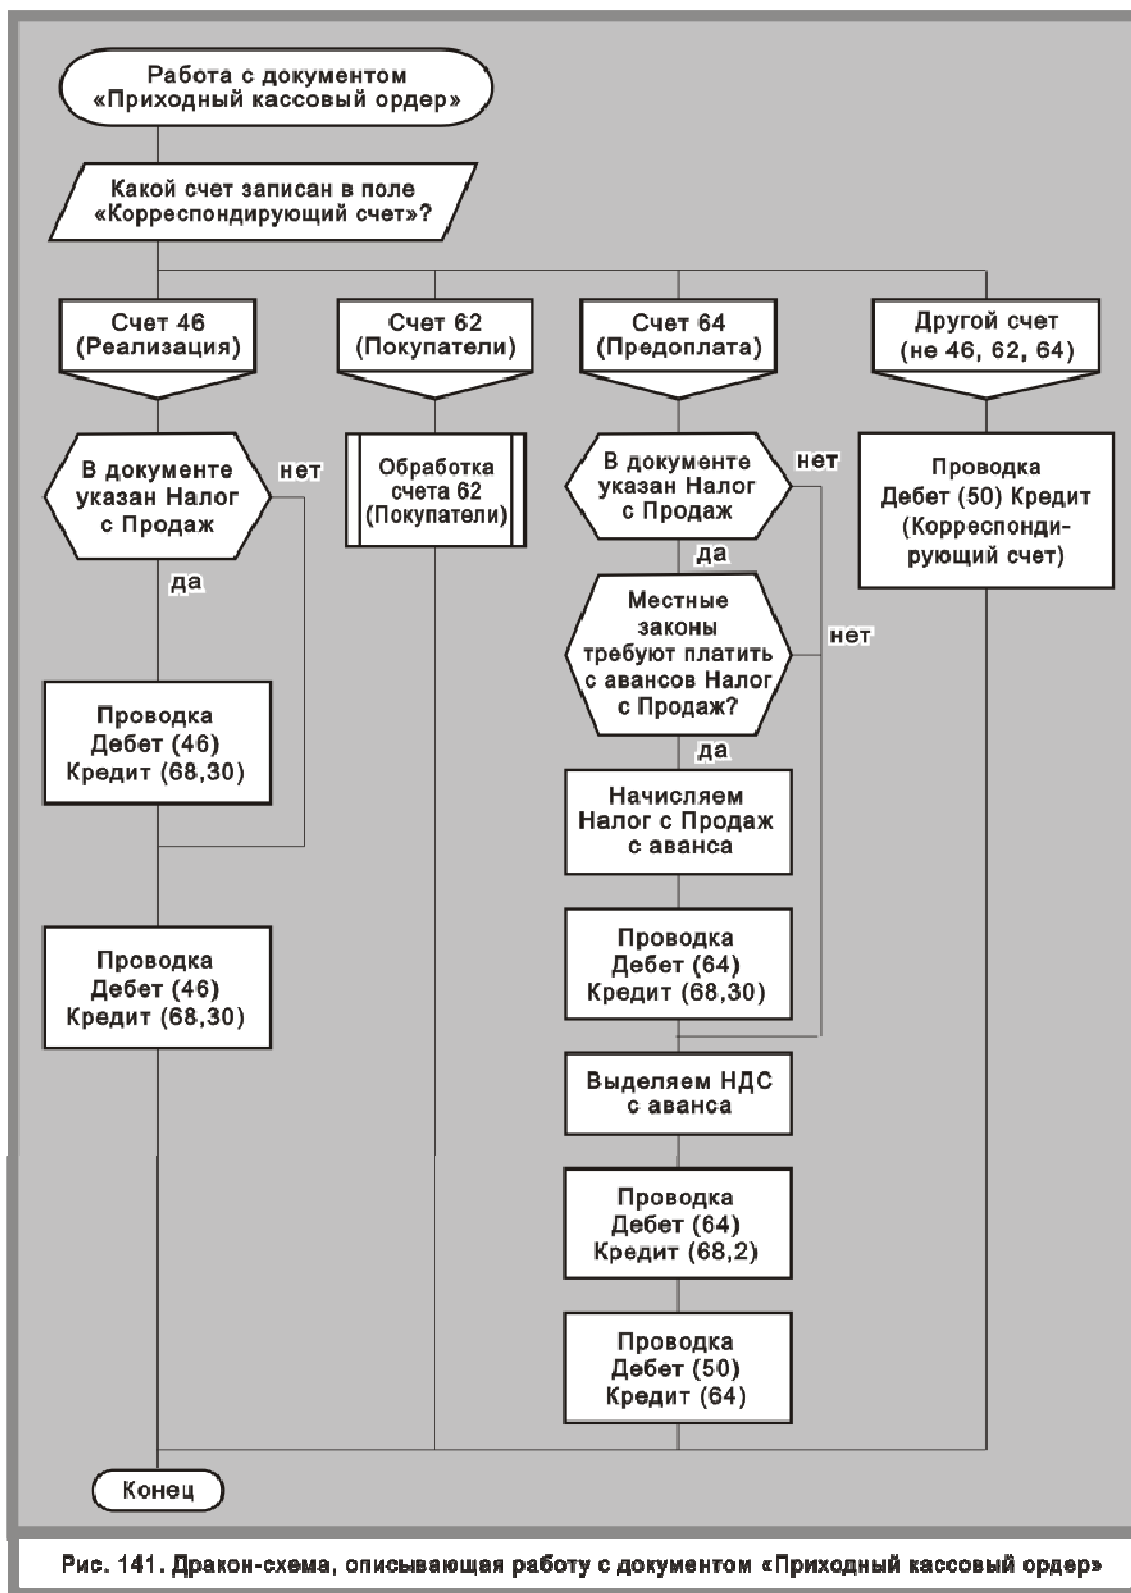 Работа с документом
«Приходный кассовый ордер»
Какой счет записан в поле
«Корреспондирующий счет»?
Счет 46
(Реализация)
Счет 62
(Покупатели)
Счет 64
(Предоплата)
Другой счет
(не 46, 62, 64)
В документе
указан Налог
с Продаж
нет
да
Проводка
Дебет (46)
Кредит (68,30)
Проводка
Дебет (46)
Кредит (68,30)
Обработка
счета 62
(Покупатели)
В документе
указан Налог
с Продаж
нет
да
Местные
законы
требуют платить
с авансов Налог
с Продаж?
нет
да
Начисляем
Налог с Продаж
с аванса
Проводка
Дебет (64)
Кредит (68,30)
Выделяем НДС
с аванса
Проводка
Дебет (64)
Кредит (68,2)
Проводка
Дебет (50)
Кредит (64)
Проводка
Дебет (50) Кредит
(Корреспонди-
рующий счет)
Конец
Рис. 141. Дракон-схема, описывающая работу с документом «Приходный кассовый ордер»